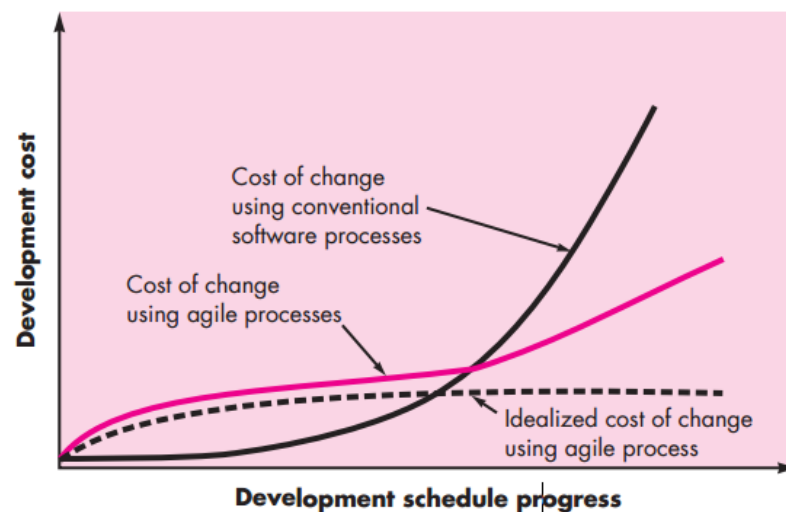 Development cost
Cost of change
using conventional
software processes
Cost of change
using agile processes
Idealized cost of change
using agile process
Development schedule progress